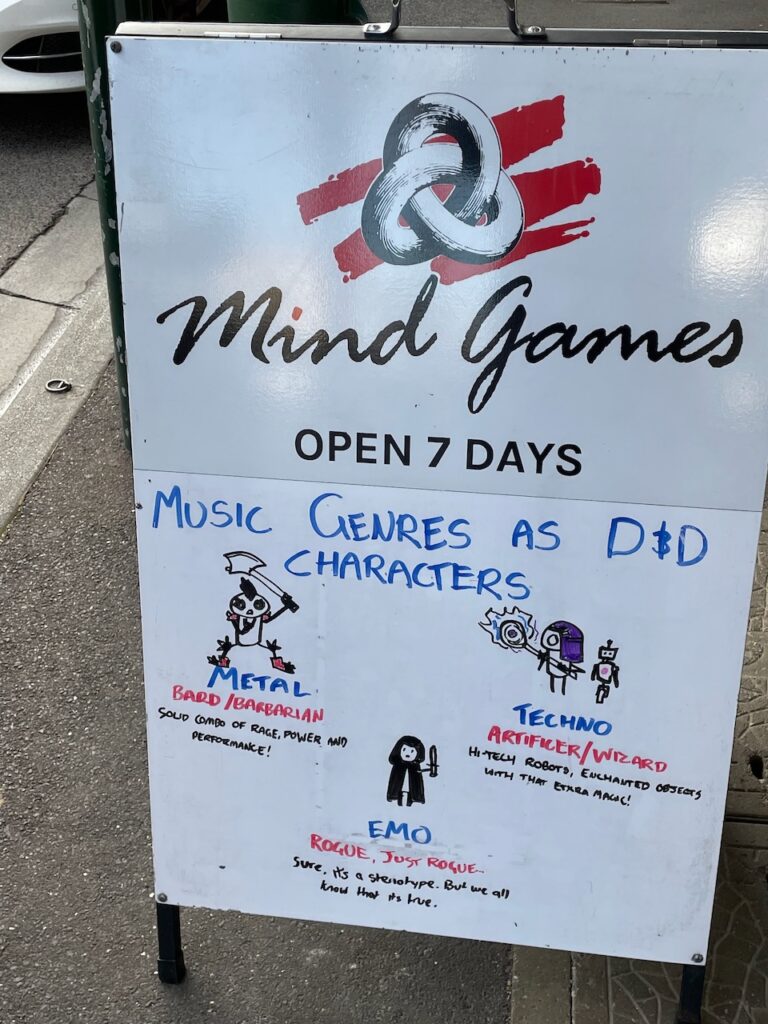 Mind Games
OPEN 7 DAYS
MUSIC GENRES AS D&D
CHARACTERS
METAL
BARD/BARBARIAN
SOLID COMBO OF RAGE, POWER AND
PERFORMANCE!
TECHNO
ARTIFICER/WIZARD
HI-TECH ROBOTS, ENCHANTED OBJECTS
WITH THAT EXTRA MAGIC!
EMO
ROGUE, JUST ROGUE...
Sure, it's a stereotype. But we all
know that its true.